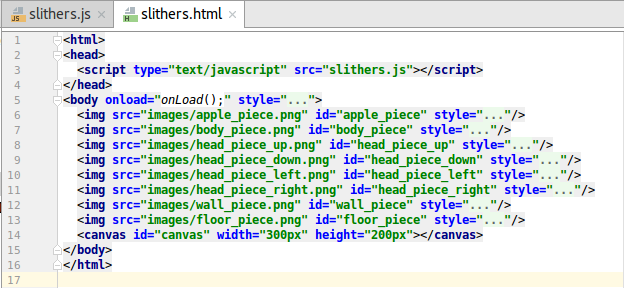 slithers.js × slithers.html ×
1 <html>
2 <head>
3 <script type="text/javascript" src="slithers.js"></script>
4 </head>
5 <body onload="onLoad();" style="...">
6 <img src="images/apple_piece.png" id="apple_piece" style="..."/>
7 <img src="images/body_piece.png" id="body_piece" style="..."/>
8 <img src="images/head_piece_up.png" id="head_piece_up" style="..."/>
9 <img src="images/head_piece_down.png" id="head_piece_down" style="..."/>
10 <img src="images/head_piece_left.png" id="head_piece_left" style="..."/>
11 <img src="images/head_piece_right.png" id="head_piece_right" style="..."/>
12 <img src="images/wall_piece.png" id="wall_piece" style="..."/>
13 <img src="images/floor_piece.png" id="floor_piece" style="..."/>
14 <canvas id="canvas" width="300px" height="200px"></canvas>
15 </body>
16 </html>
17